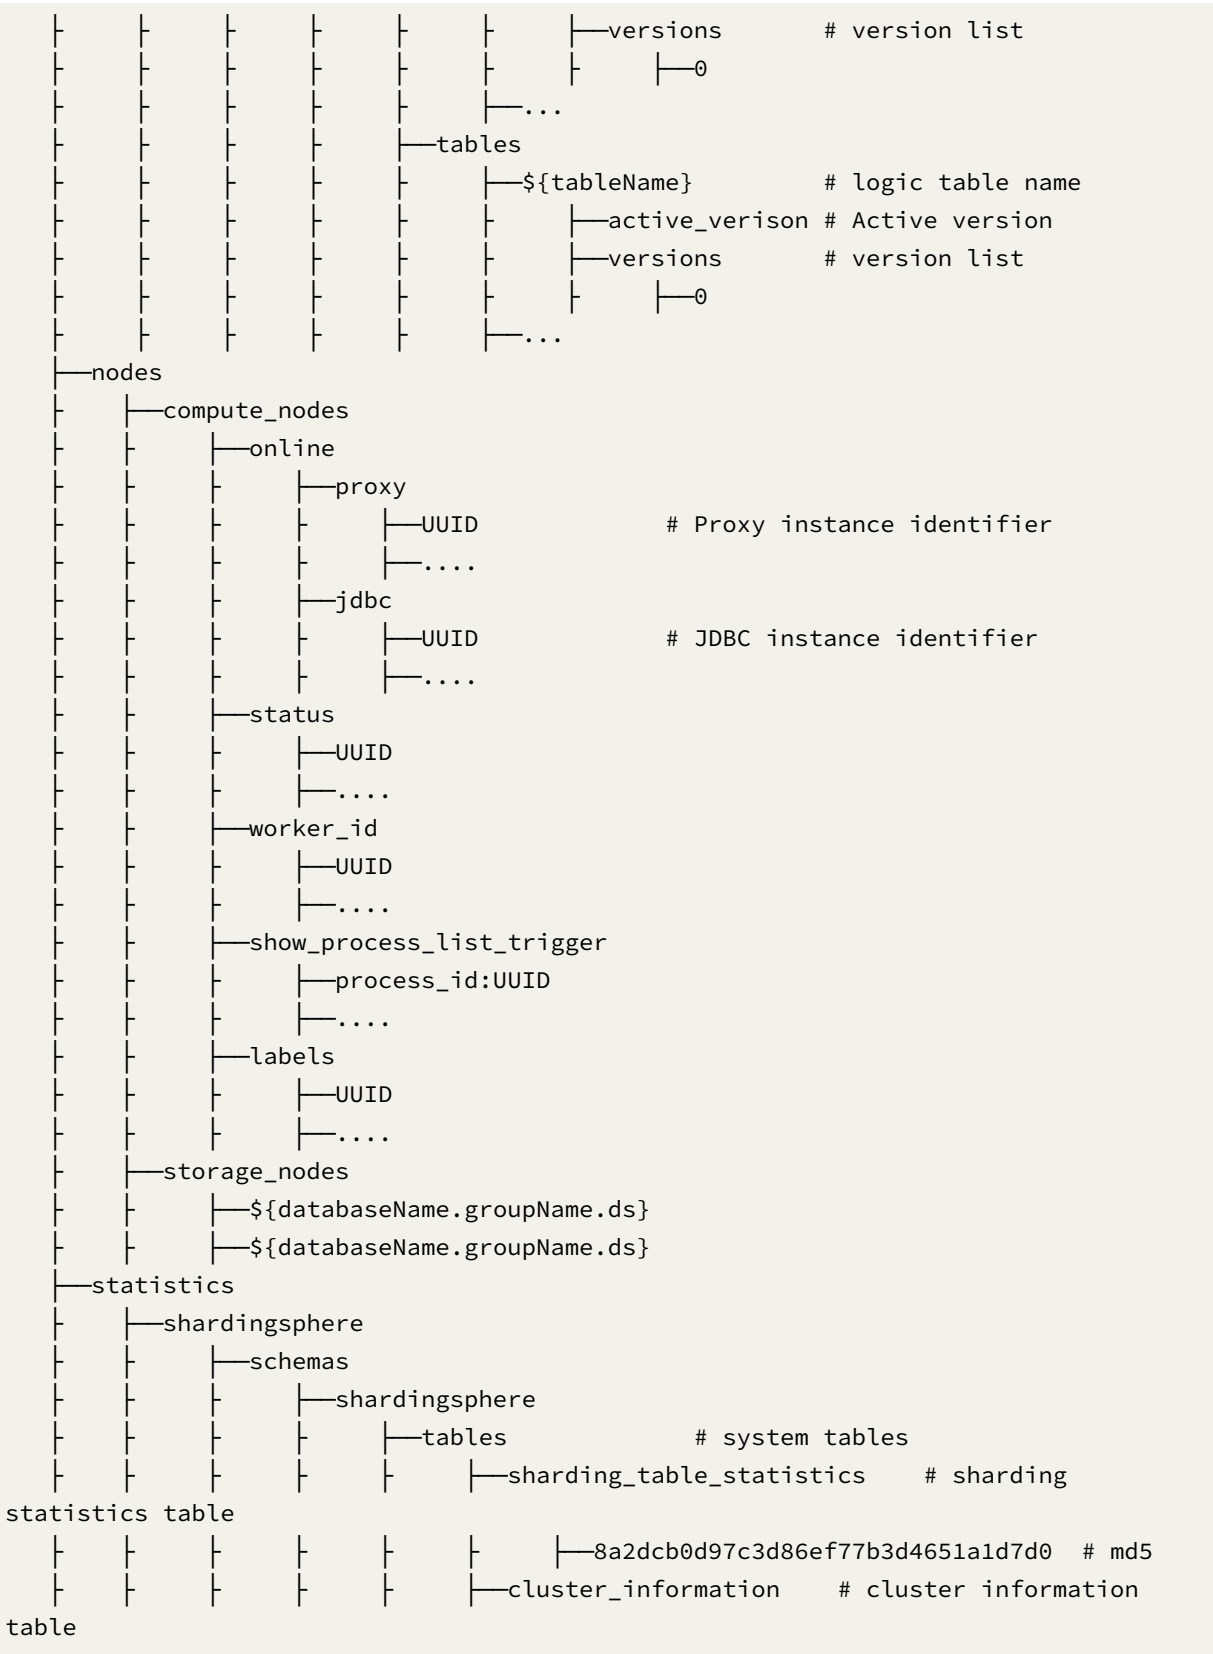 ├      ├      ├      ├      ├      ├      ├──versions       # version list
├      ├      ├      ├      ├      ├      ├      ├──0
├      ├      ├      ├      ├      ├──...
├      ├      ├      ├      ├──tables
├      ├      ├      ├      ├      ├──${tableName}         # logic table name
├      ├      ├      ├      ├      ├      ├──active_verison # Active version
├      ├      ├      ├      ├      ├      ├──versions       # version list
├      ├      ├      ├      ├      ├      ├      ├──0
├      ├      ├      ├      ├      ├──...
├──nodes
├     ├──compute_nodes
├     ├      ├──online
├     ├      ├      ├──proxy
├     ├      ├      ├      ├──UUID             # Proxy instance identifier
├     ├      ├      ├      ├──....
├     ├      ├      ├──jdbc
├     ├      ├      ├      ├──UUID             # JDBC instance identifier
├     ├      ├      ├      ├──....
├     ├      ├──status
├     ├      ├      ├──UUID
├     ├      ├      ├──....
├     ├      ├──worker_id
├     ├      ├      ├──UUID
├     ├      ├      ├──....
├     ├      ├──show_process_list_trigger
├     ├      ├      ├──process_id:UUID
├     ├      ├      ├──....
├     ├      ├──labels
├     ├      ├      ├──UUID
├     ├      ├      ├──....
├     ├──storage_nodes
├     ├      ├──${databaseName.groupName.ds}
├     ├      ├──${databaseName.groupName.ds}
├──statistics
├     ├──shardingsphere
├     ├      ├──schemas
├     ├      ├      ├──shardingsphere
├     ├      ├      ├      ├──tables             # system tables
├     ├      ├      ├      ├      ├──sharding_table_statistics    # sharding
statistics table
├     ├      ├      ├      ├      ├      ├──8a2dcb0d97c3d86ef77b3d4651a1d7d0  # md5
├     ├      ├      ├      ├      ├──cluster_information    # cluster information
table